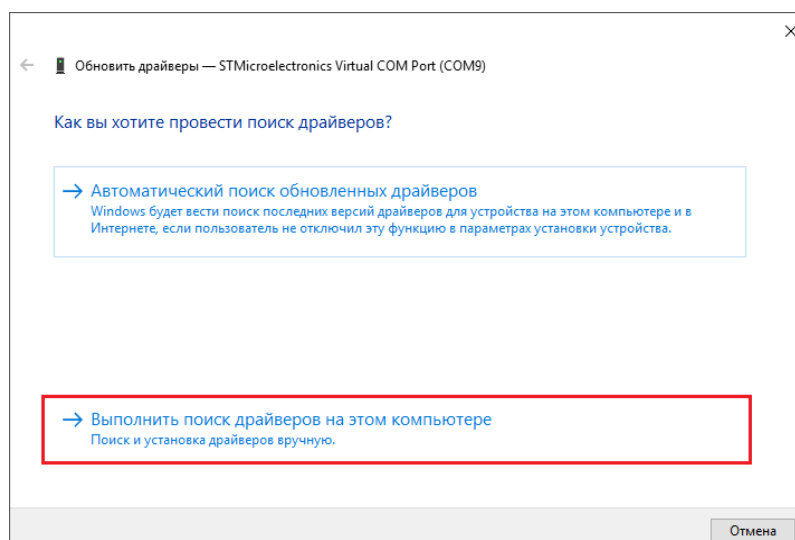 Обновить драйверы — STMicroelectronics Virtual COM Port (COM9)
Как вы хотите провести поиск драйверов?
Автоматический поиск обновленных драйверов
Windows будет вести поиск последних версий драйверов для устройства на этом компьютере и в
Интернете, если пользователь не отключил эту функцию в параметрах установки устройства.
Выполнить поиск драйверов на этом компьютере
Поиск и установка драйверов вручную.
Отмена